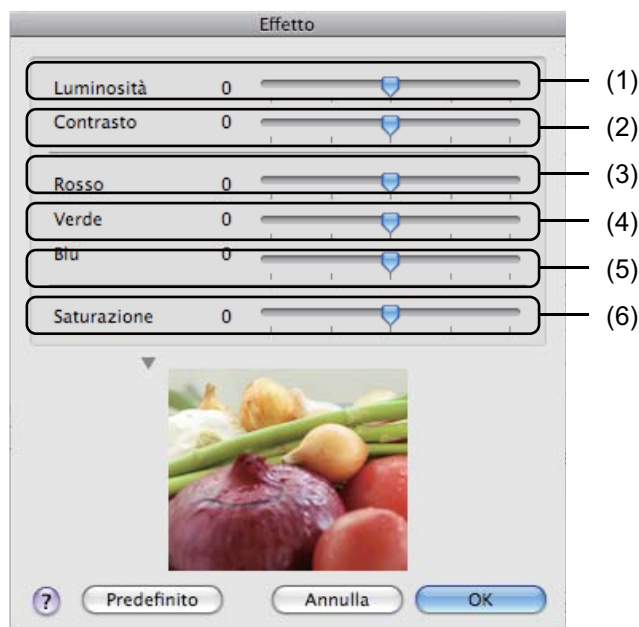 Effetto
Luminosità 0 (1)
Contrasto 0 (2)
Rosso 0 (3)
Verde 0 (4)
Blu 0 (5)
Saturazione 0 (6)
? Predefinito Annulla OK